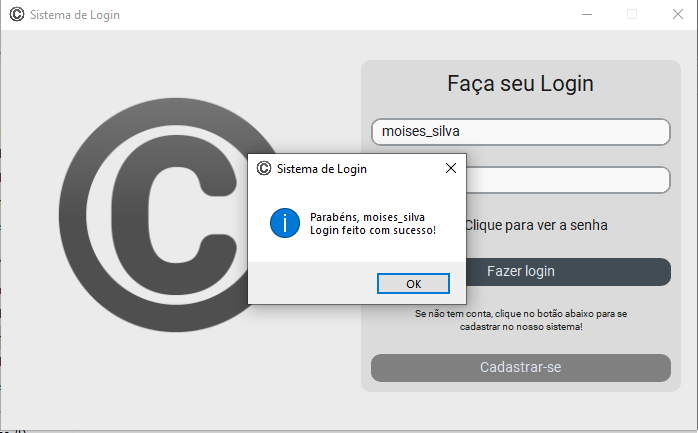 Sistema de Login
Faça seu Login
moises_silva
Sistema de Login
Parabéns, moises_silva
Login feito com sucesso!
OK
Clique para ver a senha
Fazer login
Se não tem conta, clique no botão abaixo para se
cadastrar no nosso sistema!
Cadastrar-se